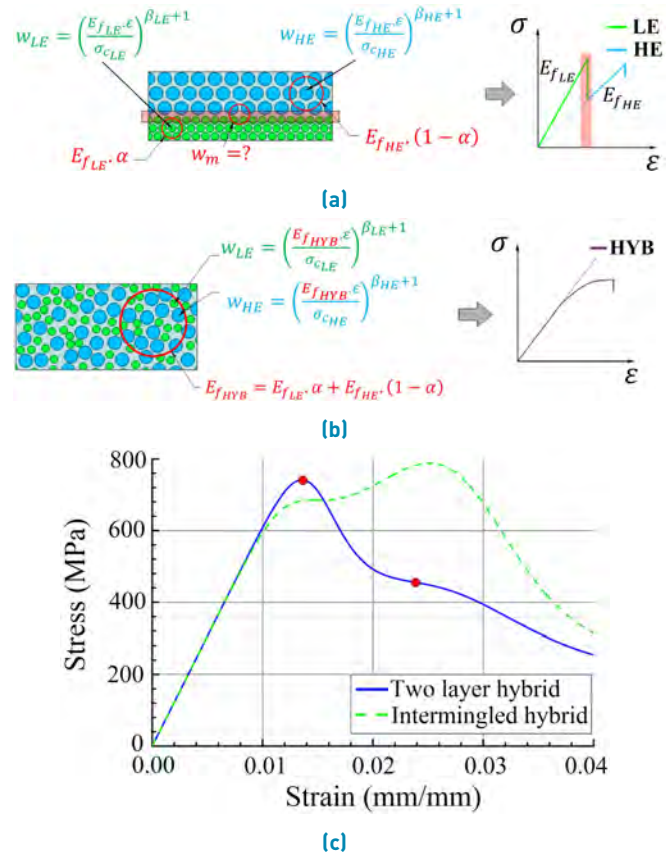 w_LE = (E_fLE.ε / σ_cLE)^(β_LE+1)
w_HE = (E_fHE.ε / σ_cHE)^(β_HE+1)
E_fLE.α
w_m =?
E_fHE.(1 − α)
σ
LE
HE
E_fLE
E_fHE
ε
(a)
w_LE = (E_fHYB.ε / σ_cLE)^(β_LE+1)
w_HE = (E_fHYB.ε / σ_cHE)^(β_HE+1)
E_fHYB = E_fLE.α + E_fHE.(1 − α)
σ
HYB
ε
(b)
800
600
400
200
0
Stress (MPa)
Two layer hybrid
Intermingled hybrid
0.00 0.01 0.02 0.03 0.04
Strain (mm/mm)
(c)